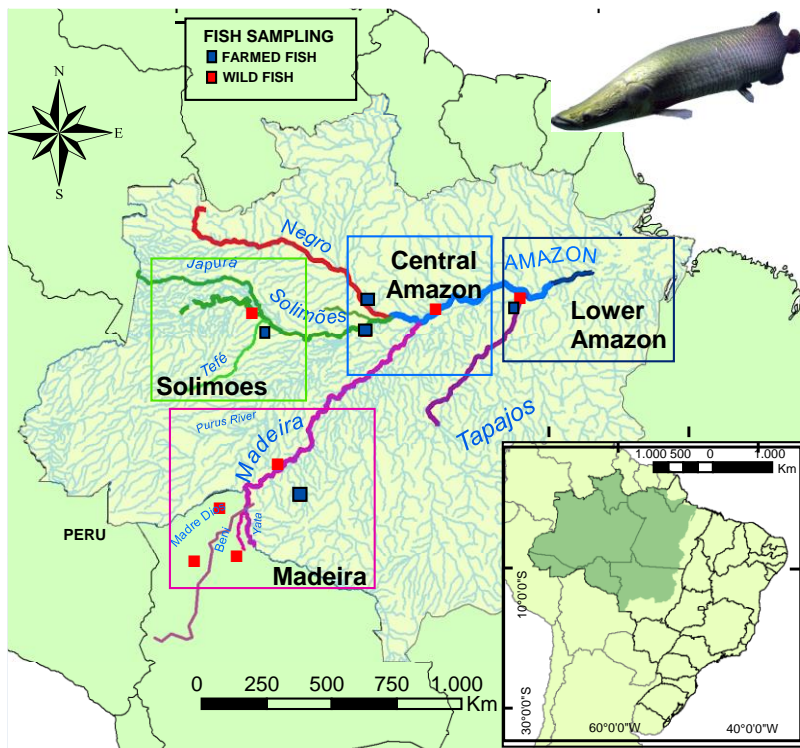 FISH SAMPLING
FARMED FISH
WILD FISH
N
E
S
Negro
Japura
Solimões
Tefé
Solimoes
Central
Amazon
AMAZON
Lower
Amazon
Tapajos
Purus River
Madeira
Madre Dios
Beni
Yata
Madeira
PERU
0 250 500 750 1.000
Km
1.000 500 0 1.000
Km
10°0'0"S
30°0'0"S
60°0'0"W
40°0'0"W